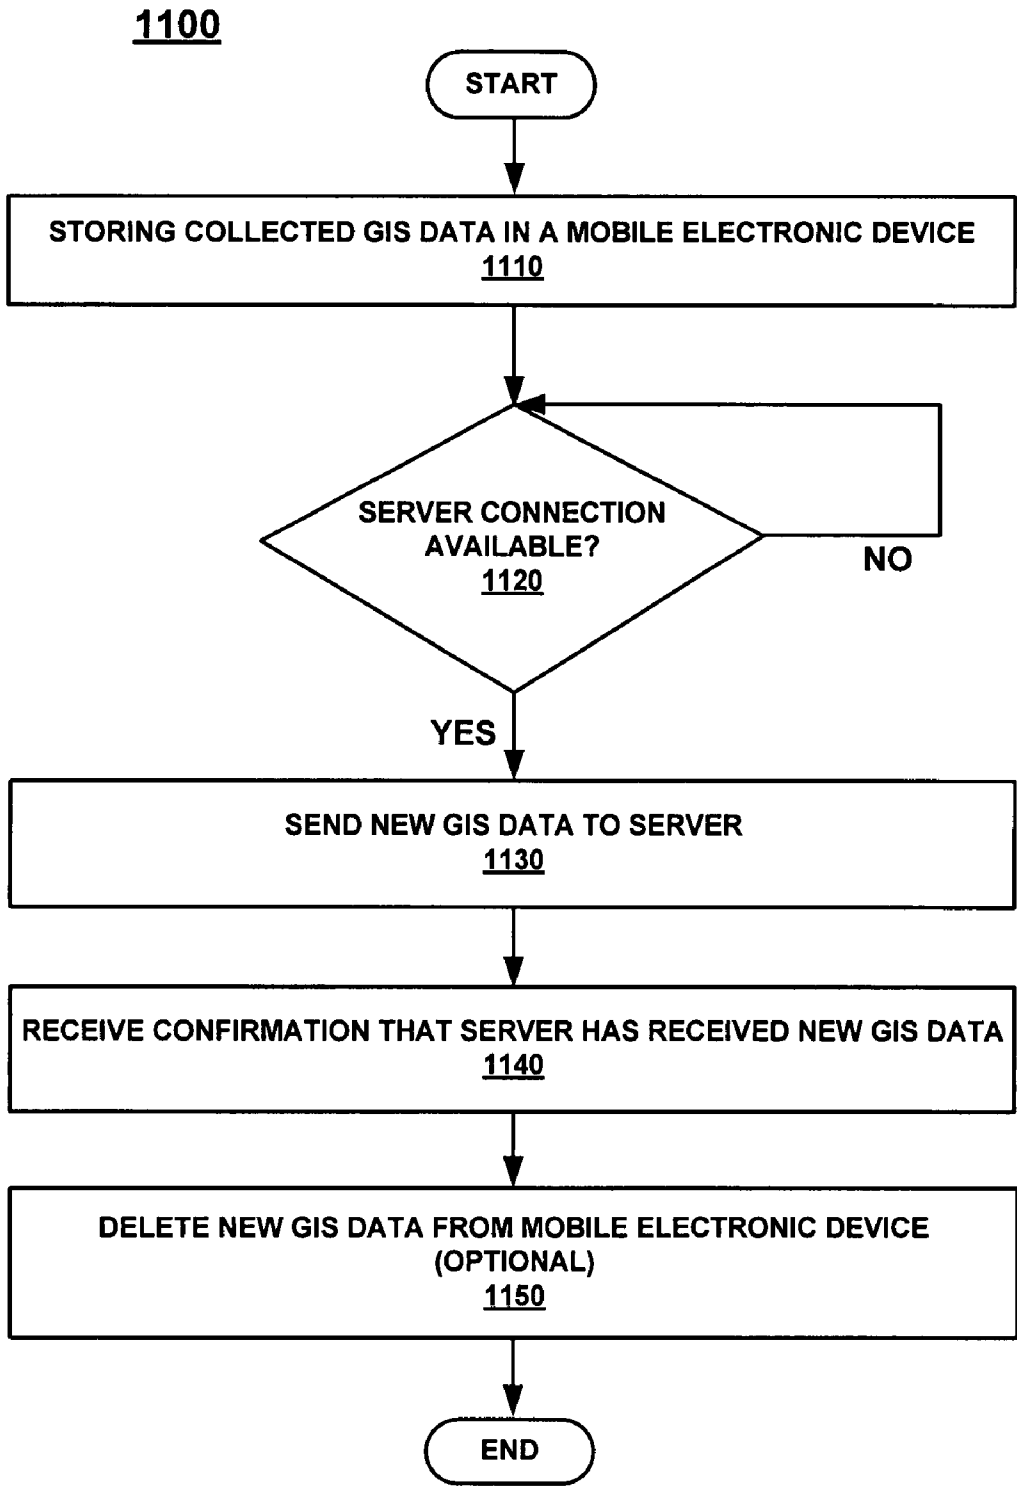 1100
START
STORING COLLECTED GIS DATA IN A MOBILE ELECTRONIC DEVICE
1110
SERVER CONNECTION
AVAILABLE?
1120
NO
YES
SEND NEW GIS DATA TO SERVER
1130
RECEIVE CONFIRMATION THAT SERVER HAS RECEIVED NEW GIS DATA
1140
DELETE NEW GIS DATA FROM MOBILE ELECTRONIC DEVICE
(OPTIONAL)
1150
END